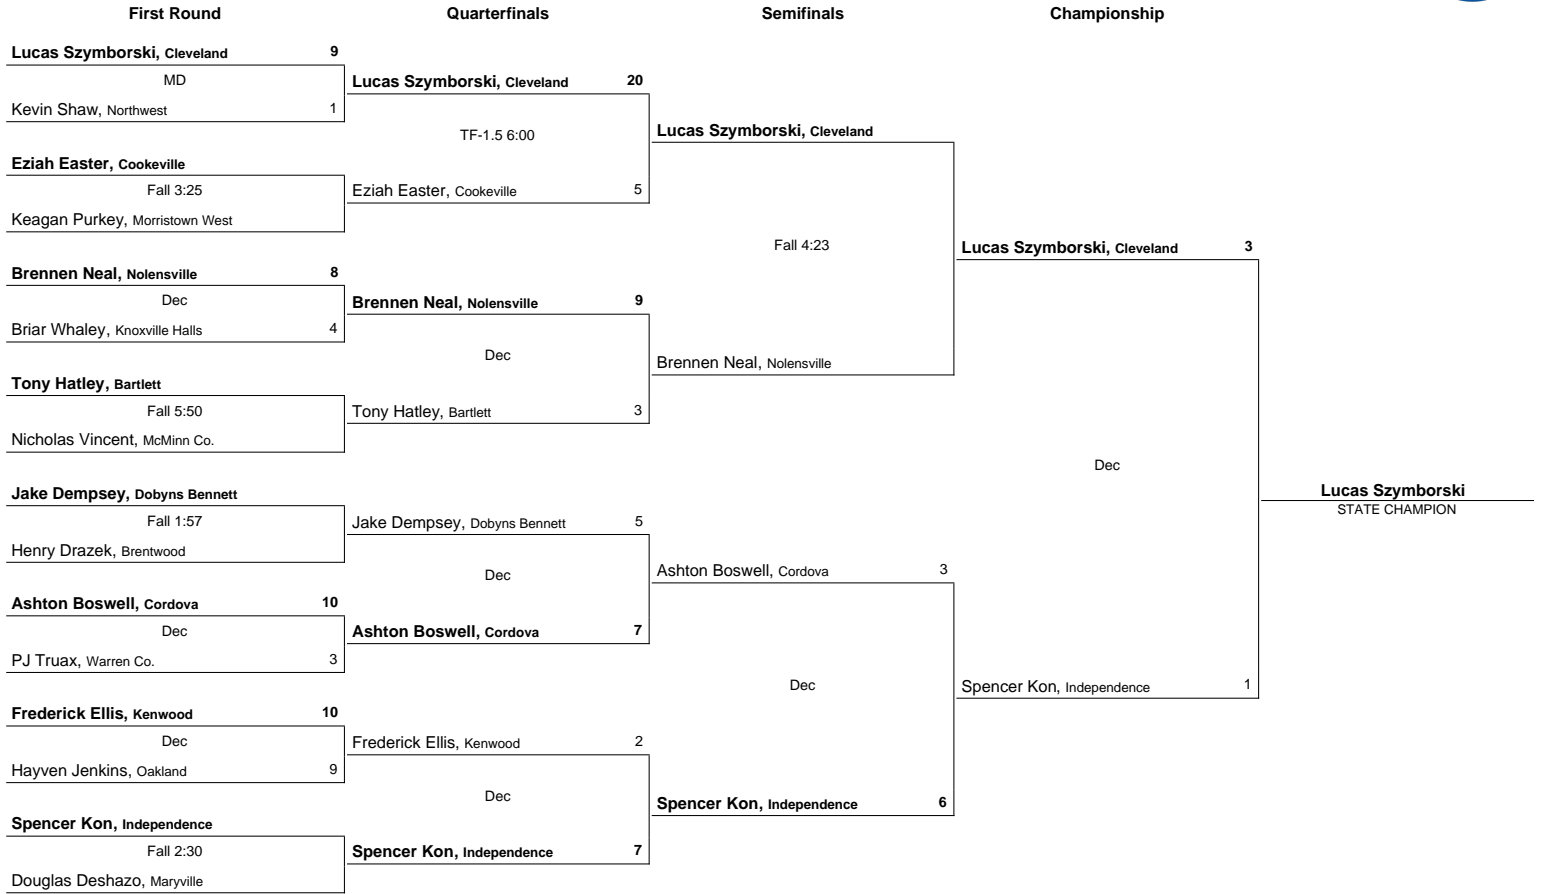 First Round
Quarterfinals
Semifinals
Championship
Lucas Szymborski, Cleveland 9
MD
Kevin Shaw, Northwest 1
Eziah Easter, Cookeville
Fall 3:25
Keagan Purkey, Morristown West
Brennen Neal, Nolensville 8
Dec
Briar Whaley, Knoxville Halls 4
Tony Hatley, Bartlett
Fall 5:50
Nicholas Vincent, McMinn Co.
Jake Dempsey, Dobyns Bennett
Fall 1:57
Henry Drazek, Brentwood
Ashton Boswell, Cordova 10
Dec
PJ Truax, Warren Co. 3
Frederick Ellis, Kenwood 10
Dec
Hayven Jenkins, Oakland 9
Spencer Kon, Independence
Fall 2:30
Douglas Deshazo, Maryville
Lucas Szymborski, Cleveland 20
TF-1.5 6:00
Eziah Easter, Cookeville 5
Brennen Neal, Nolensville 9
Dec
Tony Hatley, Bartlett 3
Jake Dempsey, Dobyns Bennett 5
Dec
Ashton Boswell, Cordova 7
Frederick Ellis, Kenwood 2
Dec
Spencer Kon, Independence 7
Lucas Szymborski, Cleveland
Fall 4:23
Brennen Neal, Nolensville
Ashton Boswell, Cordova 3
Dec
Spencer Kon, Independence 6
Lucas Szymborski, Cleveland 3
Dec
Spencer Kon, Independence 1
Lucas Szymborski
STATE CHAMPION